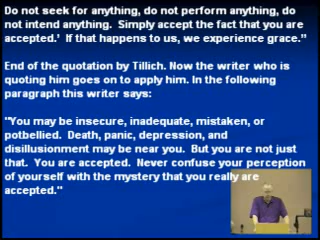 Do not seek for anything, do not perform anything, do
not intend anything.  Simply accept the fact that you are
accepted.'  If that happens to us, we experience grace."
End of the quotation by Tillich. Now the writer who is
quoting him goes on to apply him. In the following
paragraph this writer says:
"You may be insecure, inadequate, mistaken, or
potbellied.  Death, panic, depression, and
disillusionment may be near you.  But you are not just
that.  You are accepted.  Never confuse your perception
of yourself with the mystery that you really are
accepted."